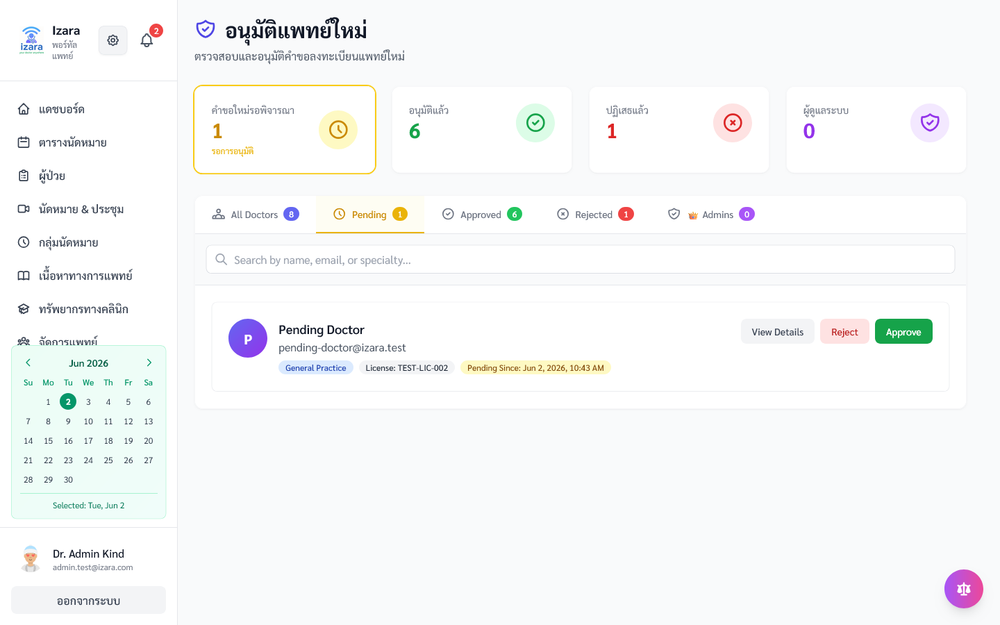 Izara
พอร์ทัล
แพทย์
izara
2
แดชบอร์ด
ตารางนัดหมาย
ผู้ป่วย
นัดหมาย & ประชุม
กลุ่มนัดหมาย
เนื้อหาทางการแพทย์
ทรัพยากรทางคลินิก
จัดการแพทย์
Jun 2026
Su Mo Tu We Th Fr Sa
1 2 3 4 5 6
7 8 9 10 11 12 13
14 15 16 17 18 19 20
21 22 23 24 25 26 27
28 29 30
Selected: Tue, Jun 2
Dr. Admin Kind
admin.test@izara.com
ออกจากระบบ
อนุมัติแพทย์ใหม่
ตรวจสอบและอนุมัติคำขอลงทะเบียนแพทย์ใหม่
คำขอใหม่รอพิจารณา
1
รอการอนุมัติ
อนุมัติแล้ว
6
ปฏิเสธแล้ว
1
ผู้ดูแลระบบ
0
All Doctors 8
Pending 1
Approved 6
Rejected 1
Admins 0
Search by name, email, or specialty...
P
Pending Doctor
pending-doctor@izara.test
General Practice
License: TEST-LIC-002
Pending Since: Jun 2, 2026, 10:43 AM
View Details
Reject
Approve